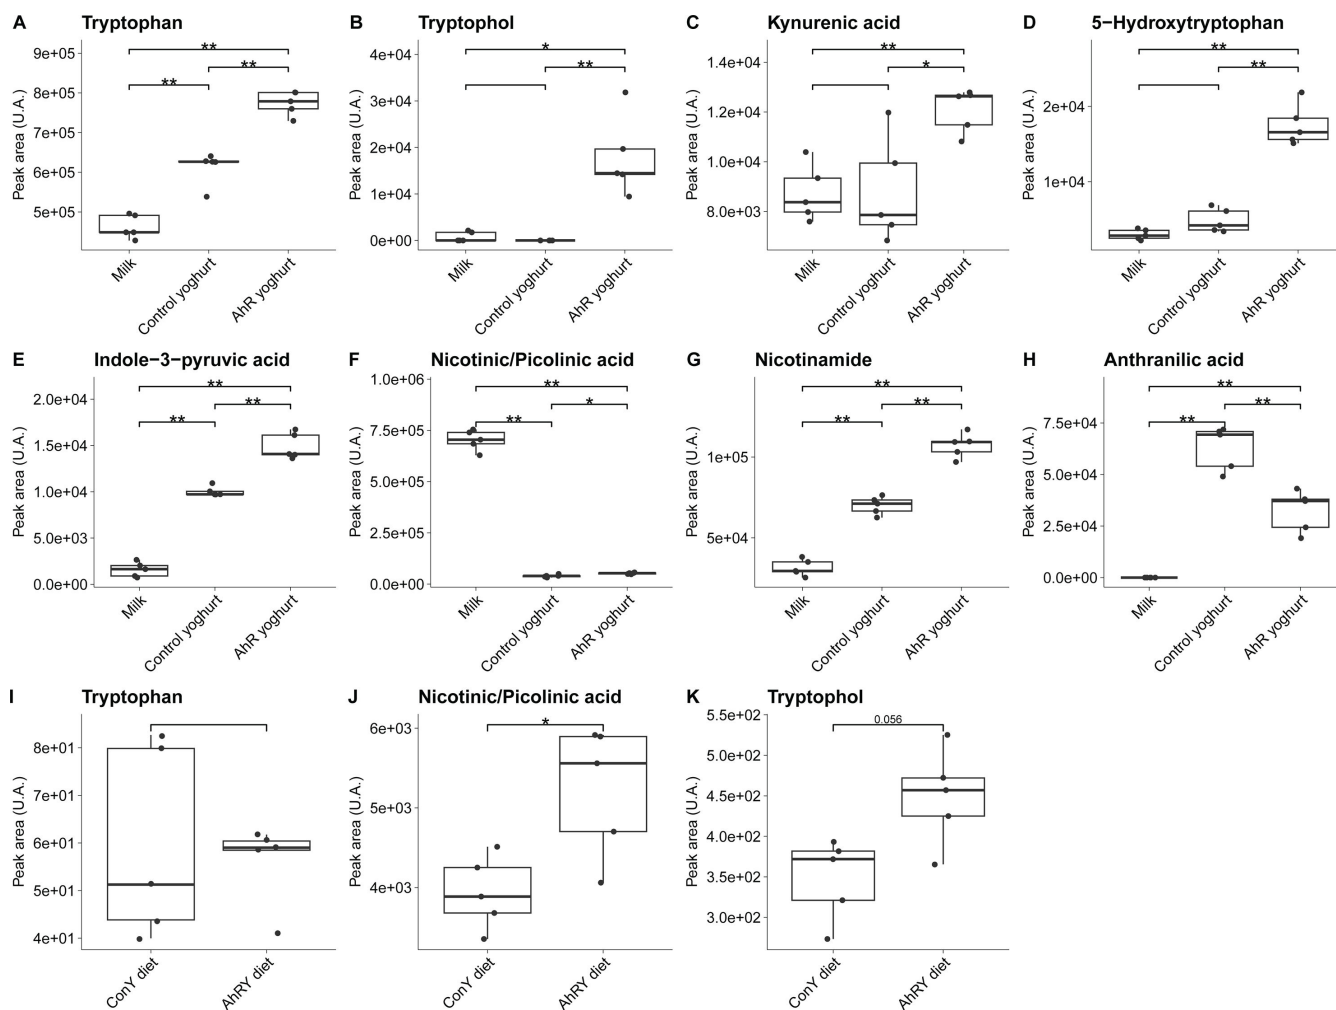 A Tryptophan
Peak area (U.A.)
9e+05
8e+05
7e+05
6e+05
5e+05
** ** **
Milk Control yoghurt AhR yoghurt
B Tryptophol
Peak area (U.A.)
4e+04
3e+04
2e+04
1e+04
0e+00
* **
Milk Control yoghurt AhR yoghurt
C Kynurenic acid
Peak area (U.A.)
1.4e+04
1.2e+04
1.0e+04
8.0e+03
** *
Milk Control yoghurt AhR yoghurt
D 5−Hydroxytryptophan
Peak area (U.A.)
2e+04
1e+04
** **
Milk Control yoghurt AhR yoghurt
E Indole−3−pyruvic acid
Peak area (U.A.)
2.0e+04
1.5e+04
1.0e+04
5.0e+03
0.0e+00
** ** **
Milk Control yoghurt AhR yoghurt
F Nicotinic/Picolinic acid
Peak area (U.A.)
1.0e+06
7.5e+05
5.0e+05
2.5e+05
0.0e+00
** * **
Milk Control yoghurt AhR yoghurt
G Nicotinamide
Peak area (U.A.)
1e+05
5e+04
** ** **
Milk Control yoghurt AhR yoghurt
H Anthranilic acid
Peak area (U.A.)
7.5e+04
5.0e+04
2.5e+04
0.0e+00
** ** **
Milk Control yoghurt AhR yoghurt
I Tryptophan
Peak area (U.A.)
8e+01
7e+01
6e+01
5e+01
4e+01
ConY diet AhRY diet
J Nicotinic/Picolinic acid
Peak area (U.A.)
6e+03
5e+03
4e+03
*
ConY diet AhRY diet
K Tryptophol
Peak area (U.A.)
5.5e+02
5.0e+02
4.5e+02
4.0e+02
3.5e+02
3.0e+02
0.056
ConY diet AhRY diet